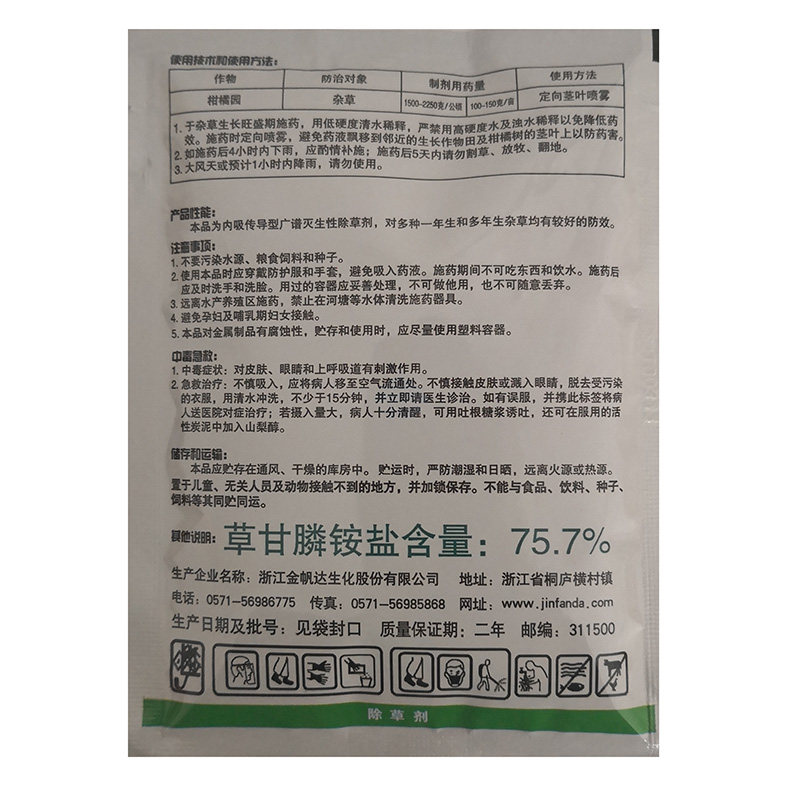 使用技术和使用方法:
作物 防治对象 制剂用药量 使用方法
柑橘园 杂草 1500-2250克/公顷 100-150克/亩 定向茎叶喷雾
1. 于杂草生长旺盛期施药，用低硬度清水稀释，严禁用高硬度水及浊水稀释以免降低药
效。施药时定向喷雾，避免药液飘移到邻近的生长作物田及柑橘树的茎叶上以防药害。
2. 如施药后4小时内下雨，应酌情补施；施药后5天内请勿割草、放牧、翻地。
3. 大风天或预计1小时内降雨，请勿使用。
产品性能:
本品为内吸传导型广谱灭生性除草剂，对多种一年生和多年生杂草均有较好的防效。
注意事项:
1. 不要污染水源、粮食饲料和种子。
2. 使用本品时应穿戴防护服和手套，避免吸入药液。施药期间不可吃东西和饮水。施药后
应及时洗手和洗脸。用过的容器应妥善处理，不可做他用，也不可随意丢弃。
3. 远离水产养殖区施药，禁止在河塘等水体清洗施药器具。
4. 避免孕妇及哺乳期妇女接触。
5. 本品对金属制品有腐蚀性，贮存和使用时，应尽量使用塑料容器。
中毒急救:
1. 中毒症状: 对皮肤、眼睛和上呼吸道有刺激作用。
2. 急救治疗: 不慎吸入，应将病人移至空气流通处。不慎接触皮肤或溅入眼睛，脱去受污染
的衣服，用清水冲洗，不少于15分钟，并立即请医生诊治。如有误服，并携此标签将病
人送医院对症治疗；若摄入量大，病人十分清醒，可用吐根糖浆诱吐，还可在服用的活
性炭泥中加入山梨醇。
储存和运输:
本品应贮存在通风、干燥的库房中。 贮运时，严防潮湿和日晒，远离火源或热源。
置于儿童、无关人员及动物接触不到的地方，并加锁保存。不能与食品、饮料、种子、
饲料等其同贮同运。
其他说明: 草甘膦铵盐含量: 75.7%
生产企业名称: 浙江金帆达生化股份有限公司 地址: 浙江省桐庐横村镇
电话: 0571-56986775 传真: 0571-56985868 网址: www.jinfanda.com
生产日期及批号: 见袋封口 质量保证期: 二年 邮编: 311500
除草剂